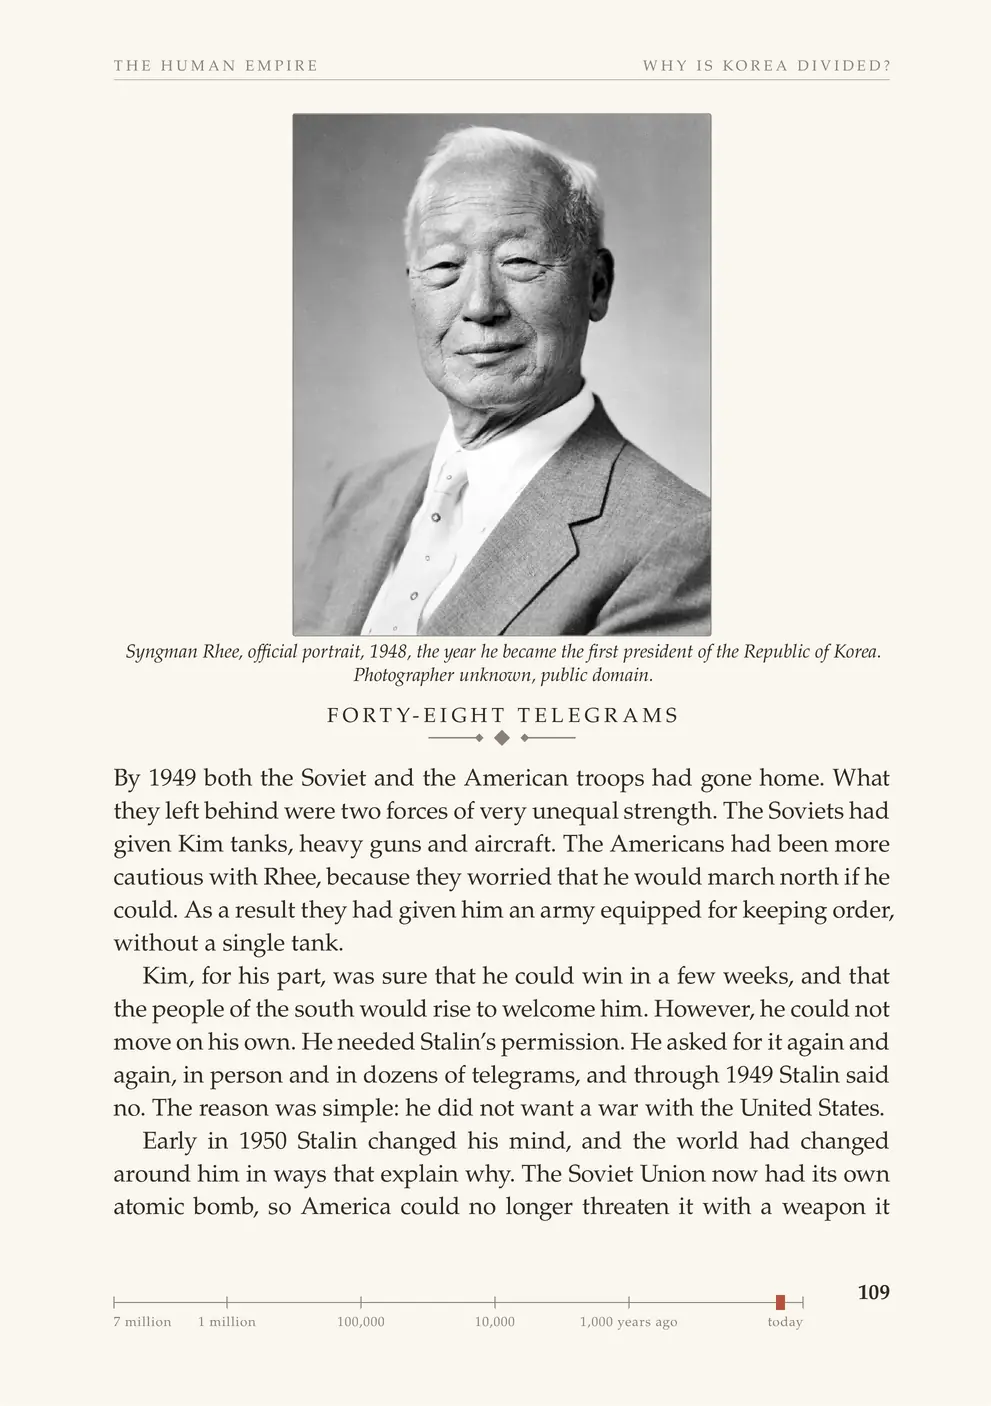 THE HUMAN EMPIRE
WHY IS KOREA DIVIDED?
Syngman Rhee, official portrait, 1948, the year he became the first president of the Republic of Korea.
Photographer unknown, public domain.
FORTY-EIGHT TELEGRAMS
By 1949 both the Soviet and the American troops had gone home. What
they left behind were two forces of very unequal strength. The Soviets had
given Kim tanks, heavy guns and aircraft. The Americans had been more
cautious with Rhee, because they worried that he would march north if he
could. As a result they had given him an army equipped for keeping order,
without a single tank.
Kim, for his part, was sure that he could win in a few weeks, and that
the people of the south would rise to welcome him. However, he could not
move on his own. He needed Stalin’s permission. He asked for it again and
again, in person and in dozens of telegrams, and through 1949 Stalin said
no. The reason was simple: he did not want a war with the United States.
Early in 1950 Stalin changed his mind, and the world had changed
around him in ways that explain why. The Soviet Union now had its own
atomic bomb, so America could no longer threaten it with a weapon it
109
7 million
1 million
100,000
10,000
1,000 years ago
today